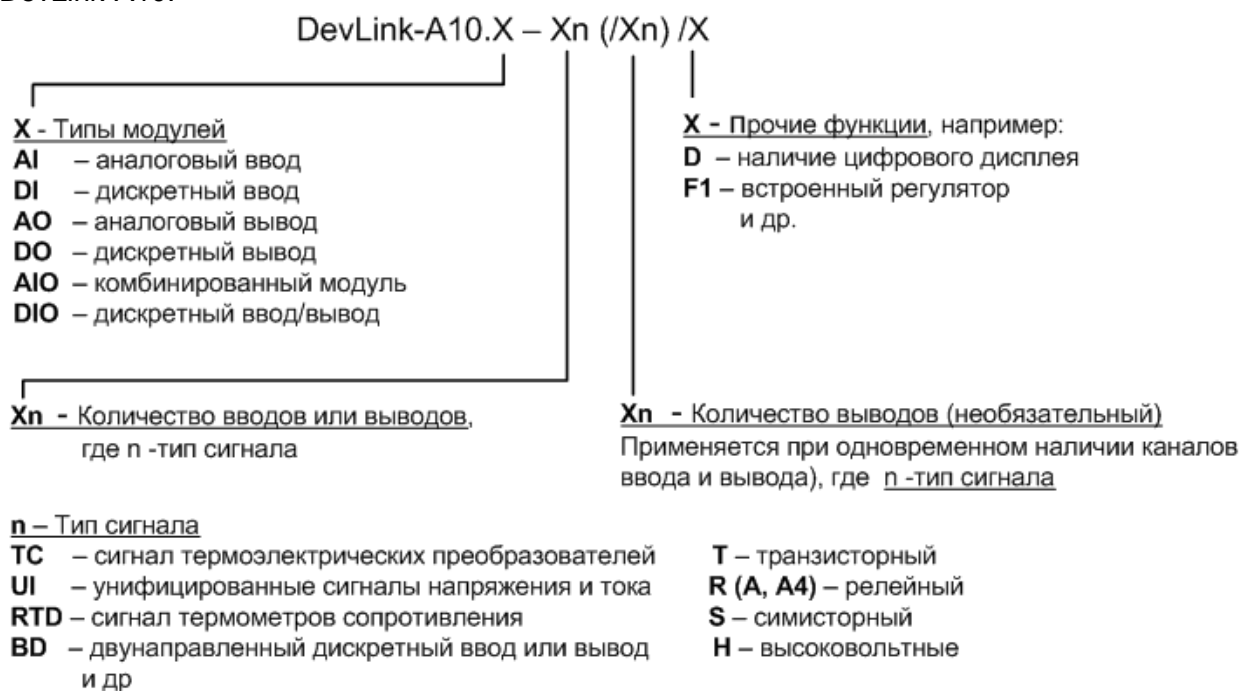 DevLink-A10.X – Xn (/Xn) /X
X - Типы модулей
AI – аналоговый ввод
DI – дискретный ввод
AO – аналоговый вывод
DO – дискретный вывод
AIO – комбинированный модуль
DIO – дискретный ввод/вывод
X - Прочие функции, например:
D – наличие цифрового дисплея
F1 – встроенный регулятор
и др.
Xn - Количество вводов или выводов,
где n -тип сигнала
Xn - Количество выводов (необязательный)
Применяется при одновременном наличии каналов
ввода и вывода), где n -тип сигнала
n – Тип сигнала
TC – сигнал термоэлектрических преобразователей
UI – унифицированные сигналы напряжения и тока
RTD – сигнал термометров сопротивления
BD – двунаправленный дискретный ввод или вывод
и др
T – транзисторный
R (A, A4) – релейный
S – симисторный
H – высоковольтные